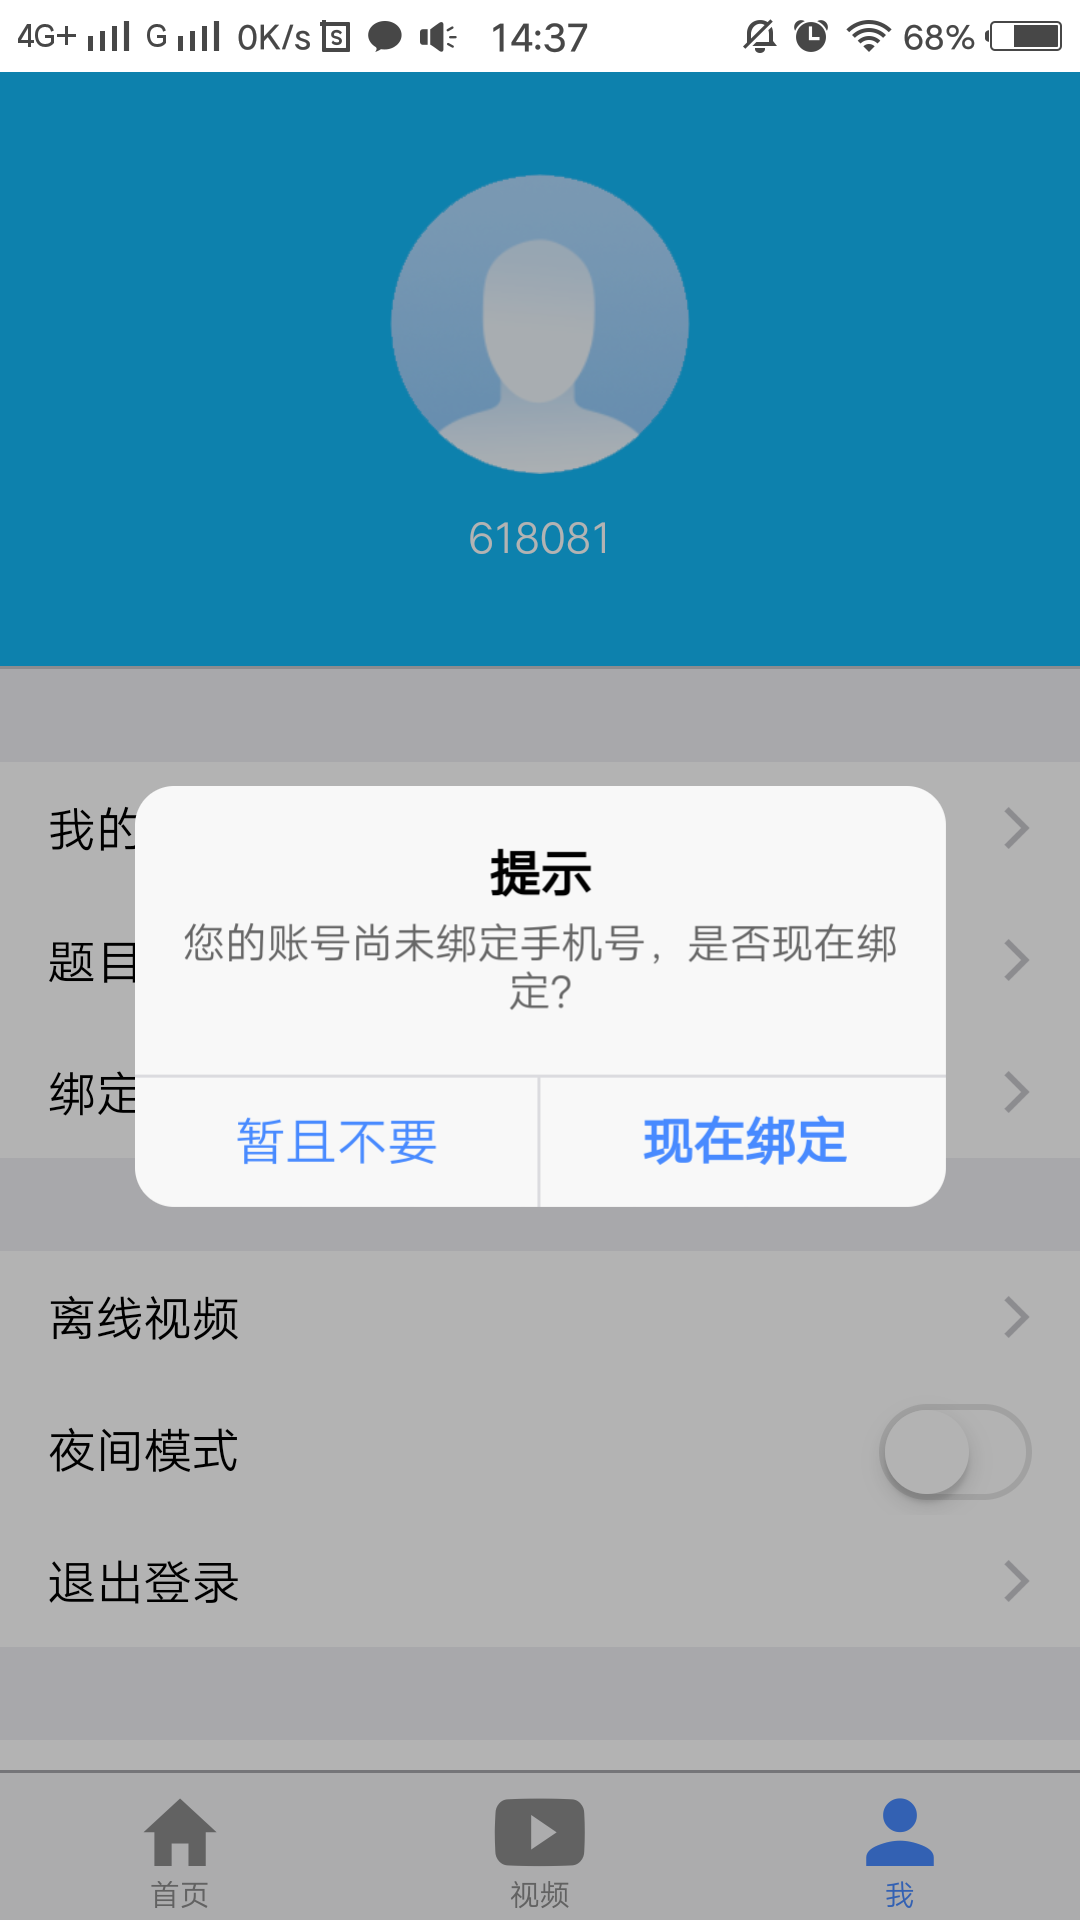 4G+ G 0K/s S 14:37 68%
618081
我的
题目
绑定
提示
您的账号尚未绑定手机号，是否现在绑
定?
暂且不要 现在绑定
离线视频
夜间模式
退出登录
首页 视频 我